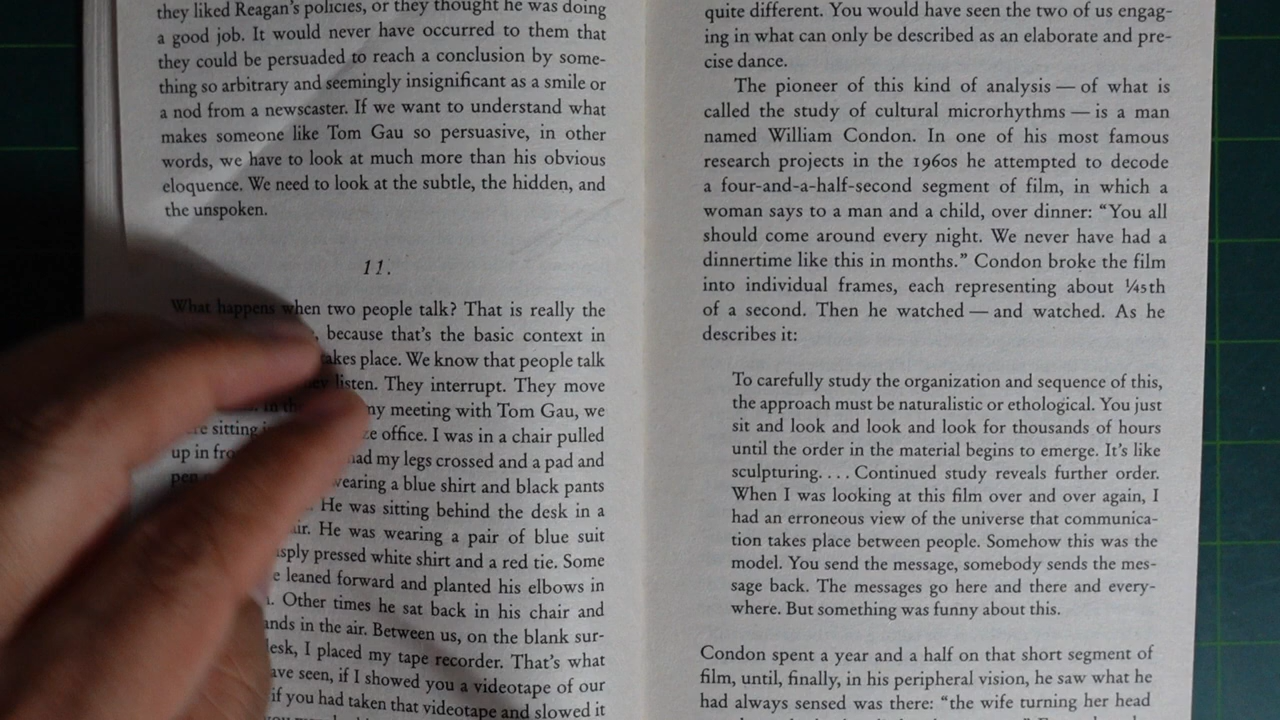 they liked Reagan's policies, or they thought he was doing
a good job. It would never have occurred to them that
they could be persuaded to reach a conclusion by some-
thing so arbitrary and seemingly insignificant as a smile or
a nod from a newscaster. If we want to understand what
makes someone like Tom Gau so persuasive, in other
words, we have to look at much more than his obvious
eloquence. We need to look at the subtle, the hidden, and
the unspoken.
11.
What happens when two people talk? That is really the
because that's the basic context in
takes place. We know that people talk
listen. They interrupt. They move
my meeting with Tom Gau, we
sitting office. I was in a chair pulled
up in had my legs crossed and a pad and
wearing a blue shirt and black pants
He was sitting behind the desk in a
He was wearing a pair of blue suit
pressed white shirt and a red tie. Some
leaned forward and planted his elbows in
Other times he sat back in his chair and
in the air. Between us, on the blank sur-
I placed my tape recorder. That's what
seen, if I showed you a videotape of our
if you had taken that videotape and slowed it
quite different. You would have seen the two of us engag-
ing in what can only be described as an elaborate and pre-
cise dance.
The pioneer of this kind of analysis — of what is
called the study of cultural microrhythms — is a man
named William Condon. In one of his most famous
research projects in the 1960s he attempted to decode
a four-and-a-half-second segment of film, in which a
woman says to a man and a child, over dinner: “You all
should come around every night. We never have had a
dinnertime like this in months.” Condon broke the film
into individual frames, each representing about 1⁄45th
of a second. Then he watched — and watched. As he
describes it:
To carefully study the organization and sequence of this,
the approach must be naturalistic or ethological. You just
sit and look and look and look for thousands of hours
until the order in the material begins to emerge. It's like
sculpturing. . . . Continued study reveals further order.
When I was looking at this film over and over again, I
had an erroneous view of the universe that communica-
tion takes place between people. Somehow this was the
model. You send the message, somebody sends the mes-
sage back. The messages go here and there and every-
where. But something was funny about this.
Condon spent a year and a half on that short segment of
film, until, finally, in his peripheral vision, he saw what he
had always sensed was there: “the wife turning her head